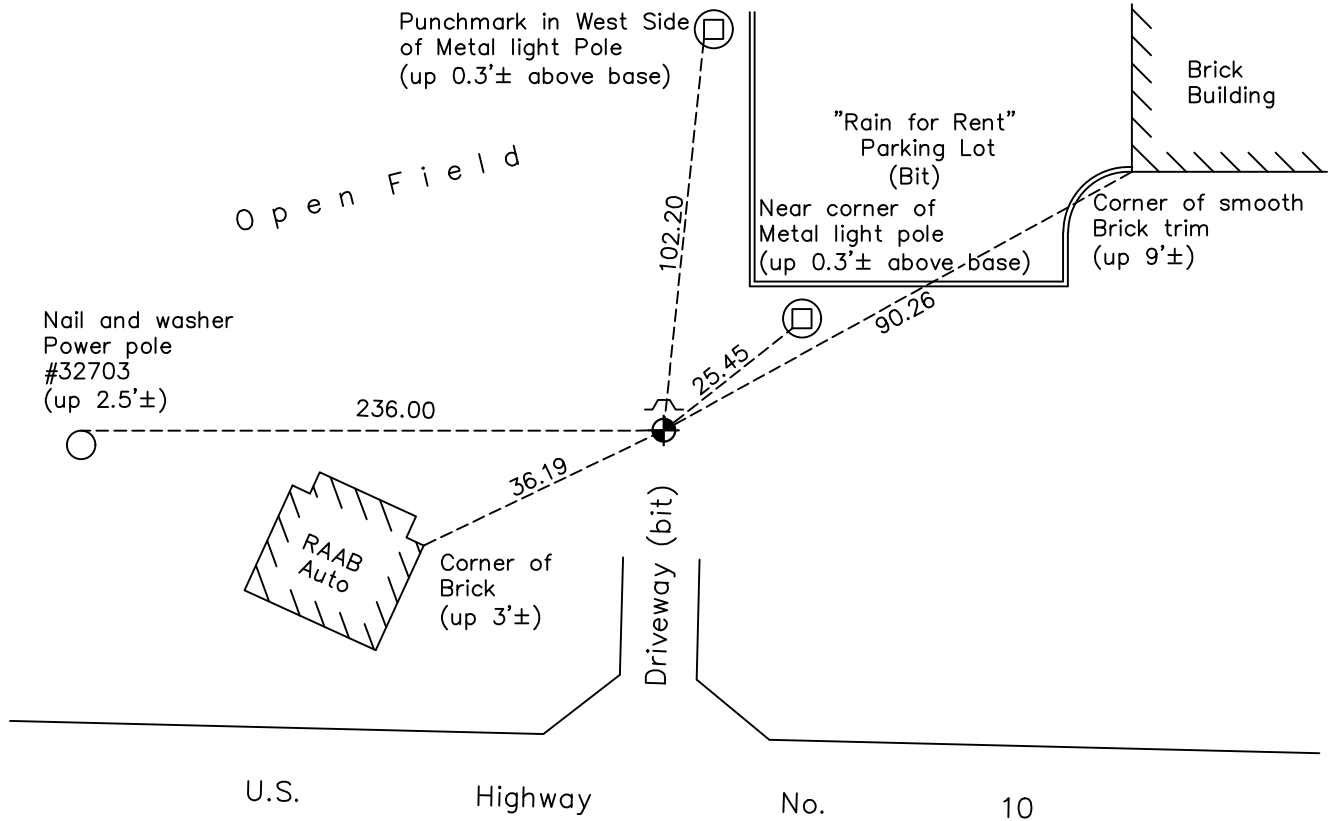 Punchmark in West Side
of Metal light Pole
(up 0.3'± above base)
Brick
Building
"Rain for Rent"
Parking Lot
(Bit)
Open Field
102.20
Near corner of
Metal light pole
(up 0.3'± above base)
Corner of smooth
Brick trim
(up 9'±)
90.26
Nail and washer
Power pole
#32703
(up 2.5'±)
236.00
25.45
36.19
RAAB
Auto
Corner of
Brick
(up 3'±)
Driveway (bit)
U.S. Highway No. 10